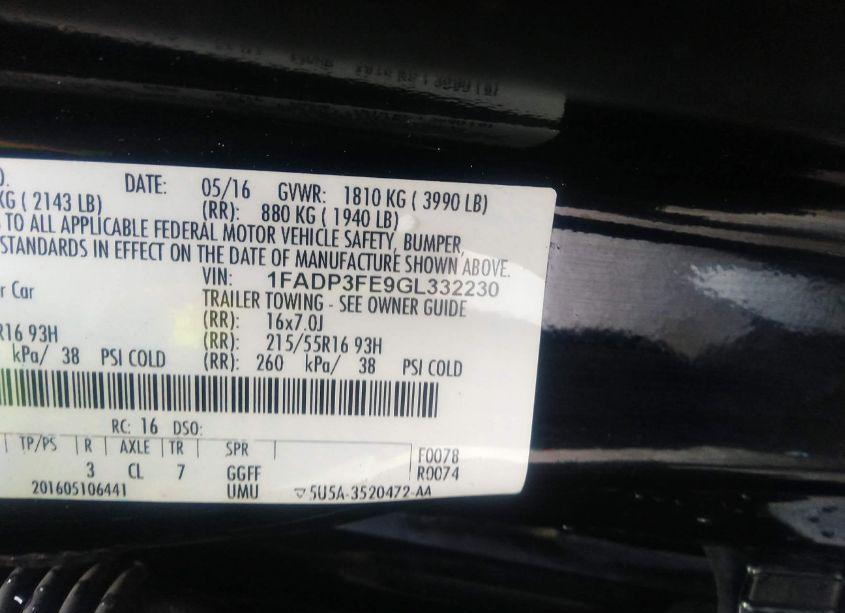 O. DATE: 05/16 GVWR: 1810 KG ( 3990 LB)
KG ( 2143 LB) (RR): 880 KG ( 1940 LB)
TO ALL APPLICABLE FEDERAL MOTOR VEHICLE SAFETY, BUMPER,
STANDARDS IN EFFECT ON THE DATE OF MANUFACTURE SHOWN ABOVE.
VIN: 1FADP3FE9GL332230
r Car TRAILER TOWING - SEE OWNER GUIDE
(RR): 16x7.0J
R16 93H (RR): 215/55R16 93H
kPa/ 38 PSI COLD (RR): 260 kPa/ 38 PSI COLD
RC: 16 DSO:
TP/PS R AXLE TR SPR F0078
3 CL 7 GGFF R0074
201605106441 UMU ▽5U5A-3520472-AA